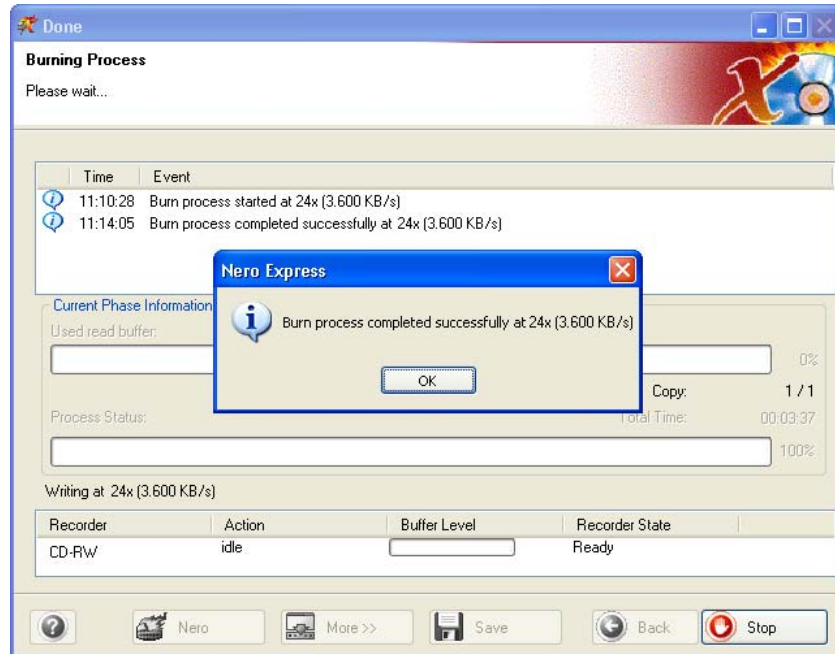 Done
Burning Process
Please wait...
Time Event
11:10:28 Burn process started at 24x (3.600 KB/s)
11:14:05 Burn process completed successfully at 24x (3.600 KB/s)
Nero Express
Burn process completed successfully at 24x (3.600 KB/s)
OK
Current Phase Information
Used read buffer:
0%
Copy: 1 / 1
Process Status: Total Time: 00:03:37
100%
Writing at 24x (3.600 KB/s)
Recorder Action Buffer Level Recorder State
CD-RW idle Ready
Nero More >> Save Back Stop